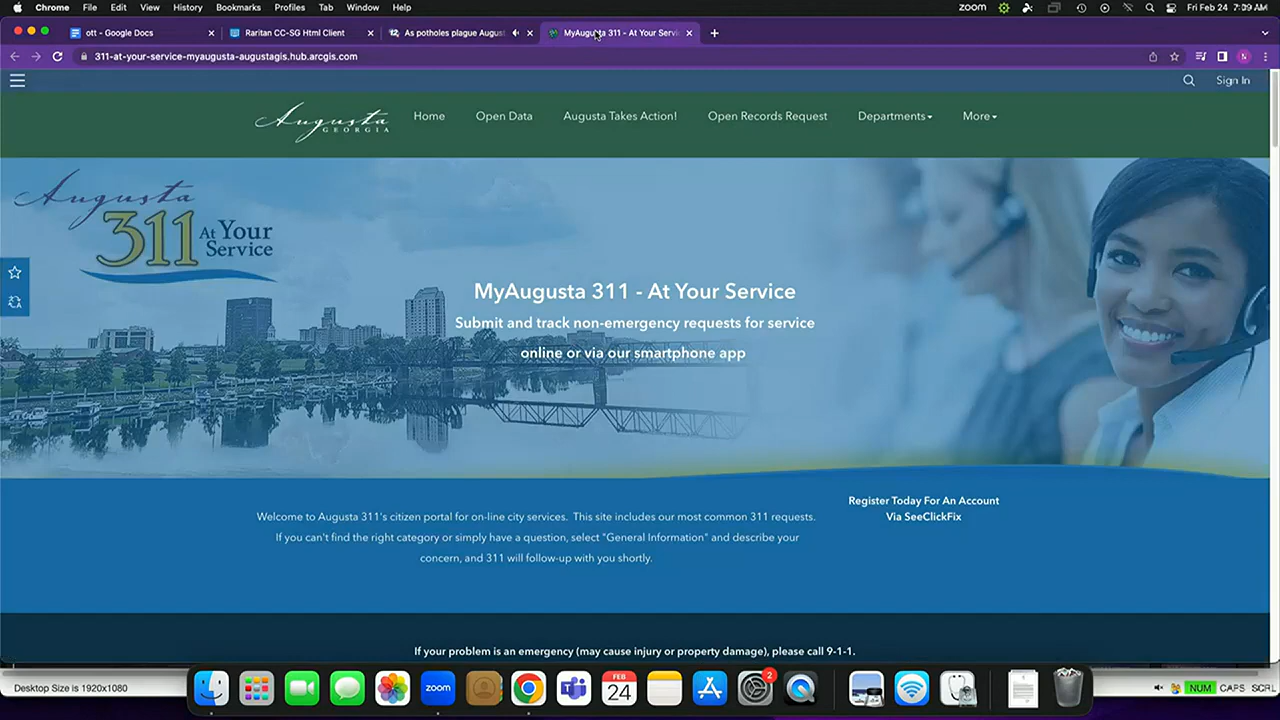 Chrome File Edit View History Bookmarks Profiles Tab Window Help zoom Fri Feb 24 7:09 AM
ott - Google Docs Raritan CC-SG Html Client As potholes plague August MyAugusta 311 - At Your Servic
311-at-your-service-myaugusta-augustagis.hub.arcgis.com N
Sign In
Augusta
GEORGIA
Home Open Data Augusta Takes Action! Open Records Request Departments More
Augusta
311 At Your
Service
MyAugusta 311 - At Your Service
Submit and track non-emergency requests for service
online or via our smartphone app
Register Today For An Account
Via SeeClickFix
Welcome to Augusta 311's citizen portal for on-line city services. This site includes our most common 311 requests.
If you can't find the right category or simply have a question, select "General Information" and describe your
concern, and 311 will follow-up with you shortly.
If your problem is an emergency (may cause injury or property damage), please call 9-1-1.
Desktop Size is 1920x1080
zoom
FEB
24
2
NUM CAPS SCRL